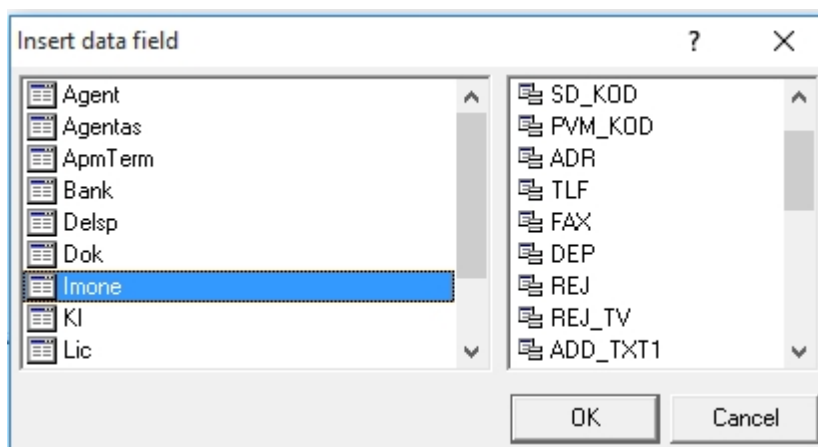 Insert data field
?
Agent
Agentas
ApmTerm
Bank
Delsp
Dok
Imone
Kl
Lic
SD_KOD
PVM_KOD
ADR
TLF
FAX
DEP
REJ
REJ_TV
ADD_TXT1
OK
Cancel